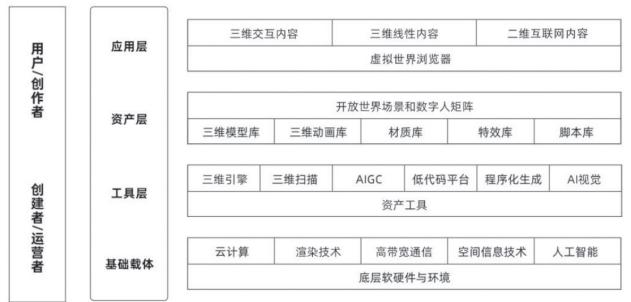 用户/创作者
创建者/运营者
应用层
三维交互内容 三维线性内容 二维互联网内容
虚拟世界浏览器
资产层
开放世界场景和数字人矩阵
三维模型库 三维动画库 材质库 特效库 脚本库
工具层
三维引擎 三维扫描 AIGC 低代码平台 程序化生成 AI视觉
资产工具
基础载体
云计算 渲染技术 高带宽通信 空间信息技术 人工智能
底层软硬件与环境